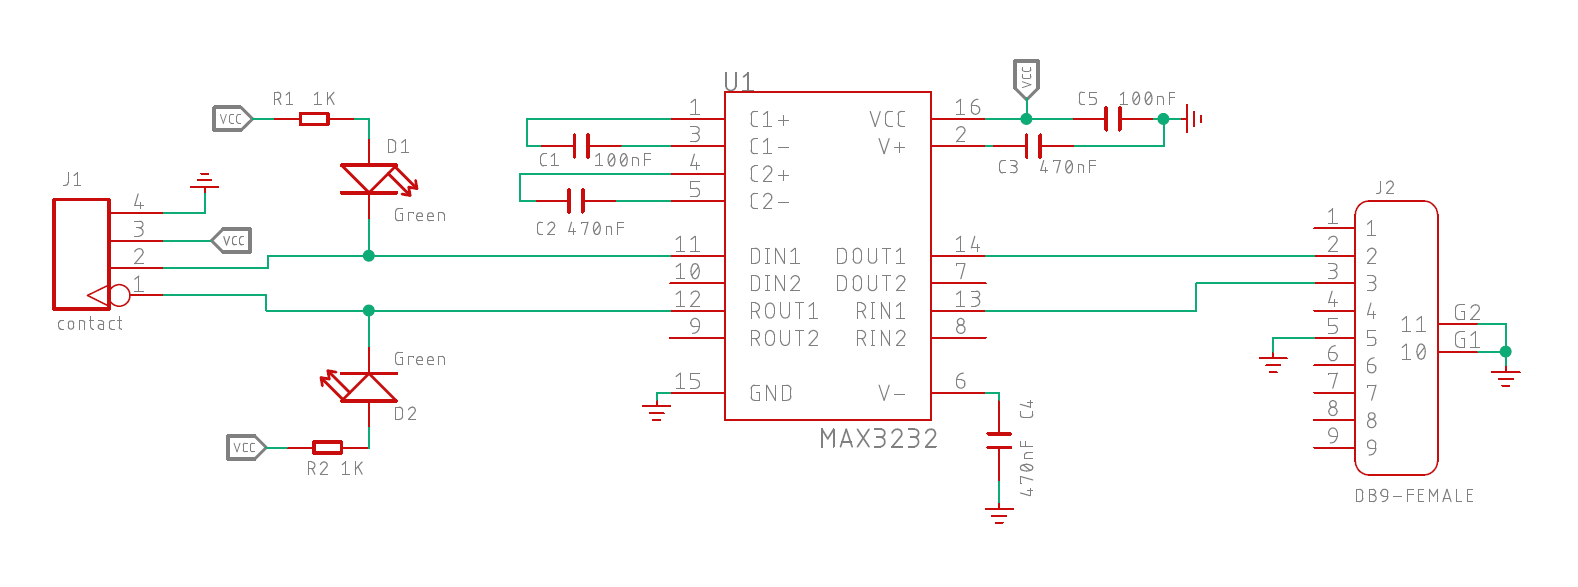 R1 1K
VCC
D1
Green
J1
4
3
2
1
VCC
contact
Green
D2
VCC
R2 1K
C1 100nF
C2 470nF
U1
1 C1+
3 C1-
4 C2+
5 C2-
11 DIN1
10 DIN2
12 ROUT1
9 ROUT2
15 GND
VCC 16
V+ 2
DOUT1 14
DOUT2 7
RIN1 13
RIN2 8
V- 6
MAX3232
VCC
C5 100nF
C3 470nF
C4
470nF
J2
1 1
2 2
3 3
4 4
5 5
6 6
7 7
8 8
9 9
11 G2
10 G1
DB9-FEMALE